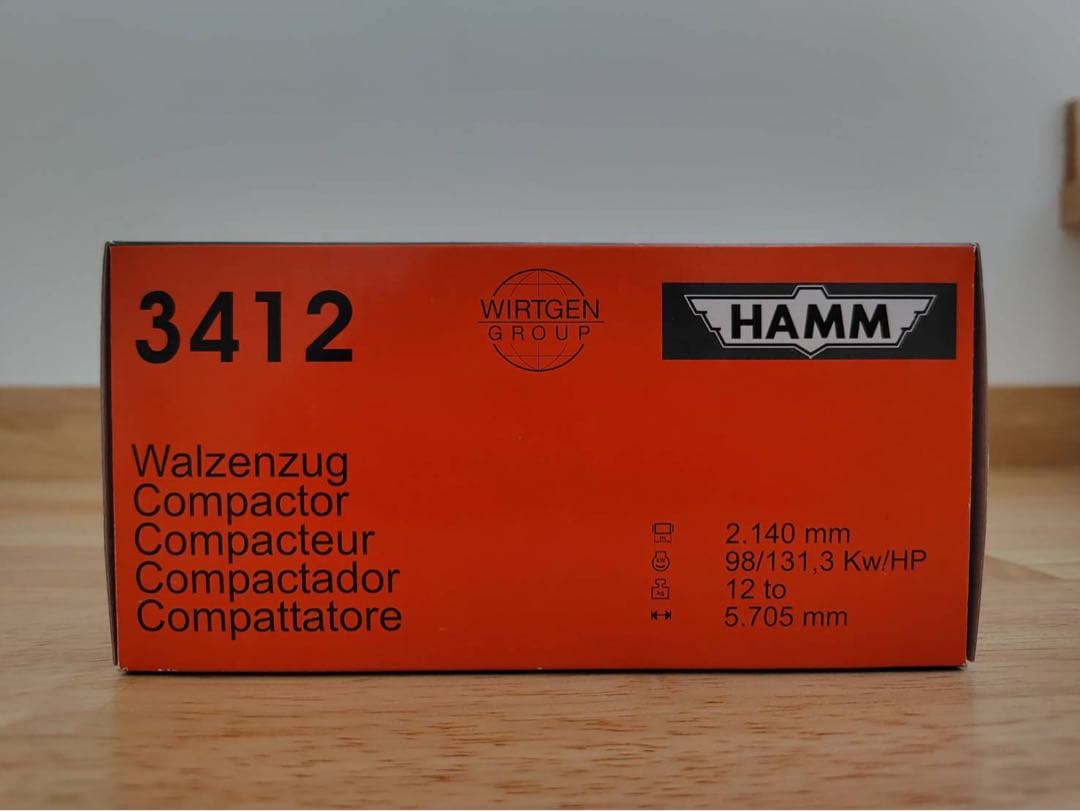 3412
WIRTGEN
GROUP
HAMM
Walzenzug
Compactor
Compacteur
Compactador
Compattatore
2.140 mm
98/131,3 Kw/HP
12 to
5.705 mm